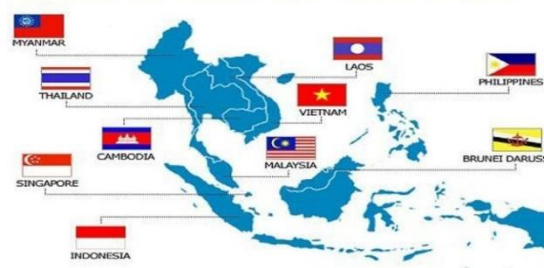 MYANMAR
LAOS
PHILIPPINES
THAILAND
VIETNAM
CAMBODIA
MALAYSIA
BRUNEI DARUSS
SINGAPORE
INDONESIA